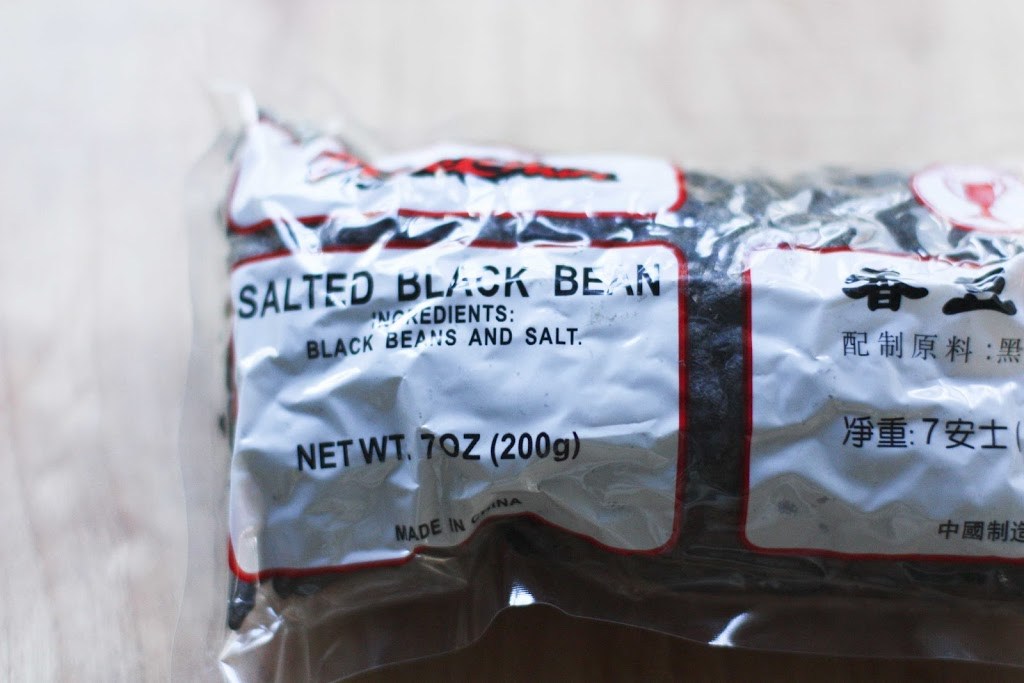 SALTED BLACK BEAN
INGREDIENTS:
BLACK BEANS AND SALT.
NET WT. 7OZ (200g)
MADE IN CHINA
香豆
配制原料:黑
凈重:7安士(
中國制造